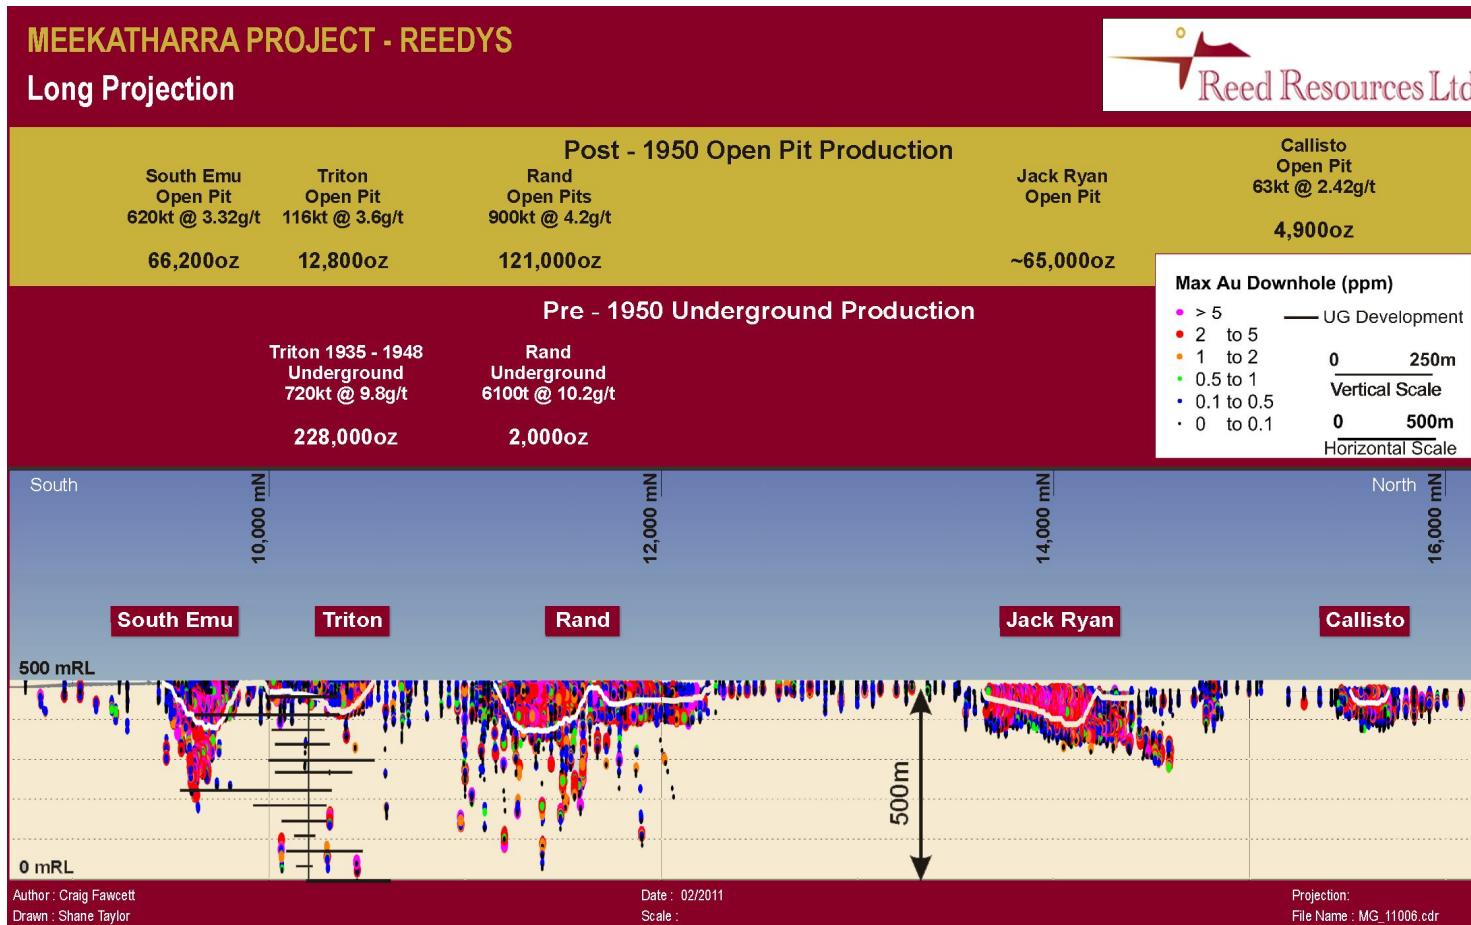 MEEKATHARRA PROJECT - REEDYS
Long Projection
Reed Resources Ltd
Post - 1950 Open Pit Production
South Emu
Open Pit
620kt @ 3.32g/t
66,200oz
Triton
Open Pit
116kt @ 3.6g/t
12,800oz
Rand
Open Pits
900kt @ 4.2g/t
121,000oz
Jack Ryan
Open Pit
~65,000oz
Callisto
Open Pit
63kt @ 2.42g/t
4,900oz
Pre - 1950 Underground Production
Triton 1935 - 1948
Underground
720kt @ 9.8g/t
228,000oz
Rand
Underground
6100t @ 10.2g/t
2,000oz
Max Au Downhole (ppm)
> 5
2 to 5
1 to 2
0.5 to 1
0.1 to 0.5
0 to 0.1
UG Development
0 250m
Vertical Scale
0 500m
Horizontal Scale
South
North
10,000 mN
12,000 mN
14,000 mN
16,000 mN
South Emu
Triton
Rand
Jack Ryan
Callisto
500 mRL
500m
0 mRL
Author : Craig Fawcett
Drawn : Shane Taylor
Date : 02/2011
Scale :
Projection:
File Name : MG_11006.cdr